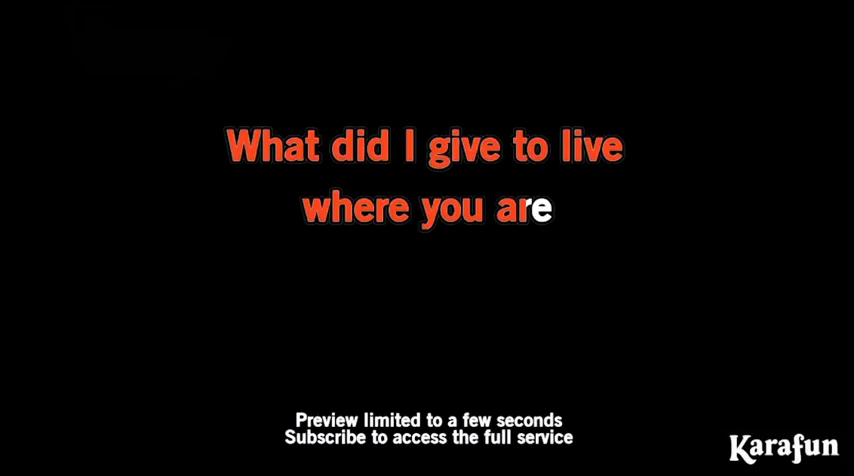 What did I give to live
where you are
Preview limited to a few seconds
Subscribe to access the full service
Karafun